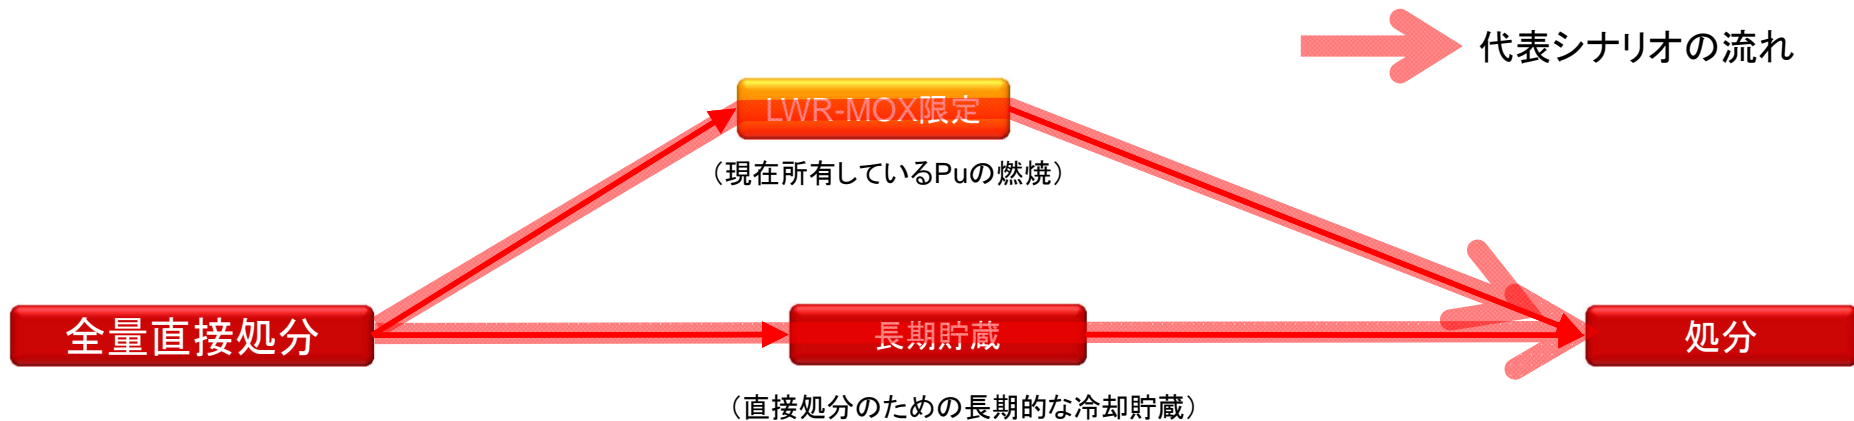 代表シナリオの流れ
LWR-MOX限定
（現在所有しているPuの燃焼）
全量直接処分
長期貯蔵
処分
（直接処分のための長期的な冷却貯蔵）